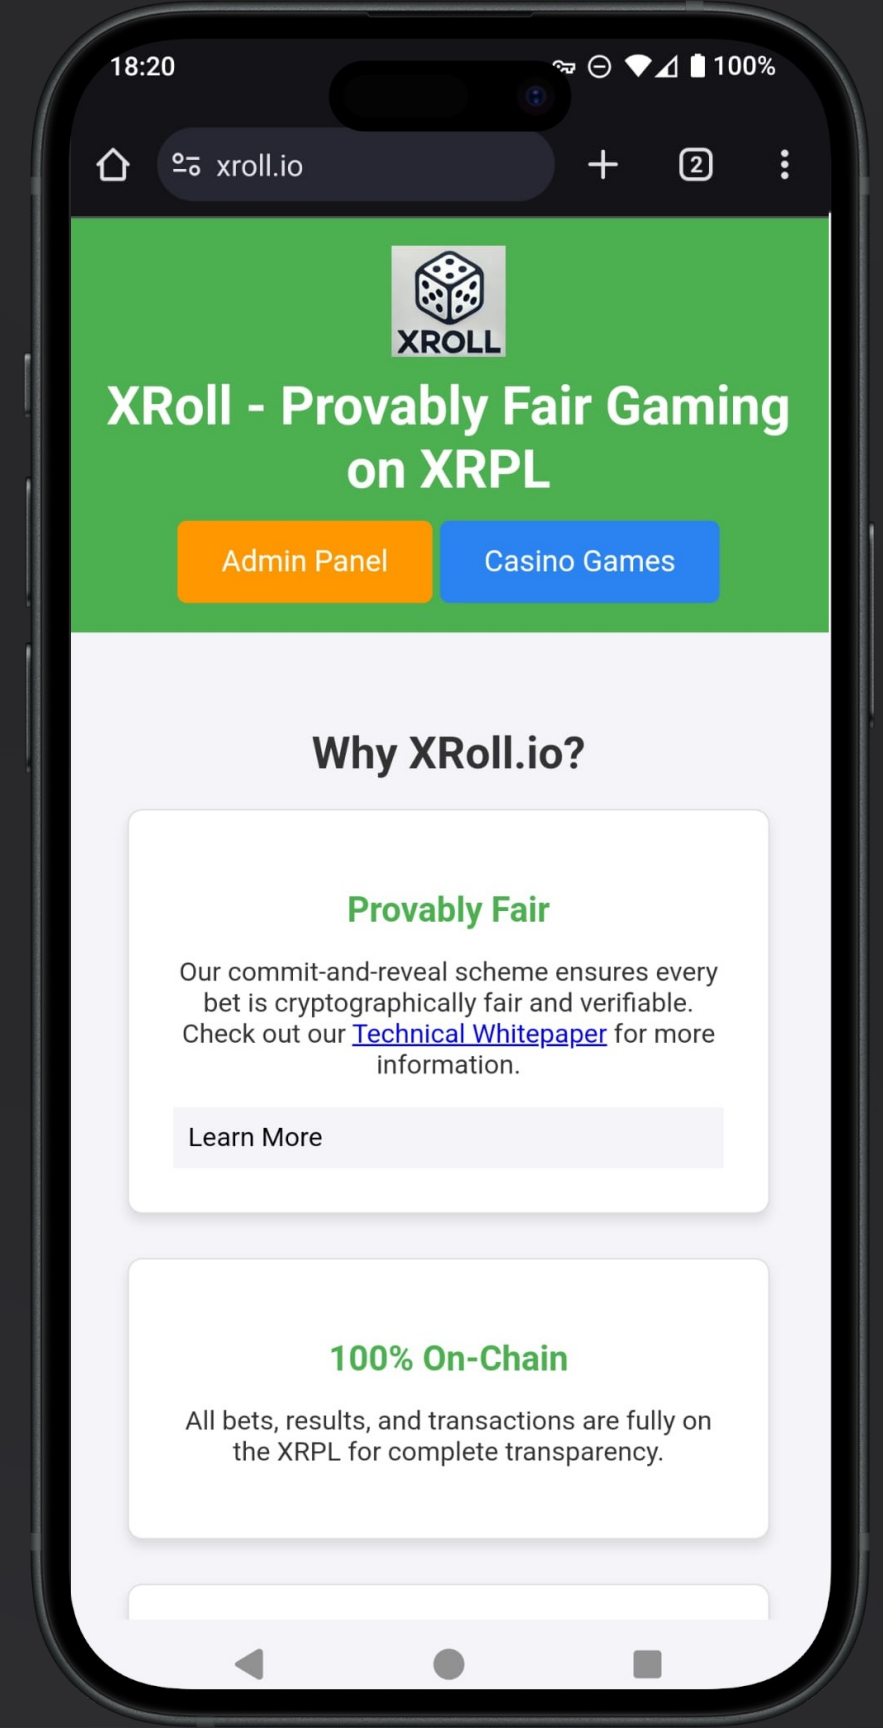 18:20
100%
xroll.io
2
XROLL
XRoll - Provably Fair Gaming
on XRPL
Admin Panel
Casino Games
Why XRoll.io?
Provably Fair
Our commit-and-reveal scheme ensures every
bet is cryptographically fair and verifiable.
Check out our Technical Whitepaper for more
information.
Learn More
100% On-Chain
All bets, results, and transactions are fully on
the XRPL for complete transparency.